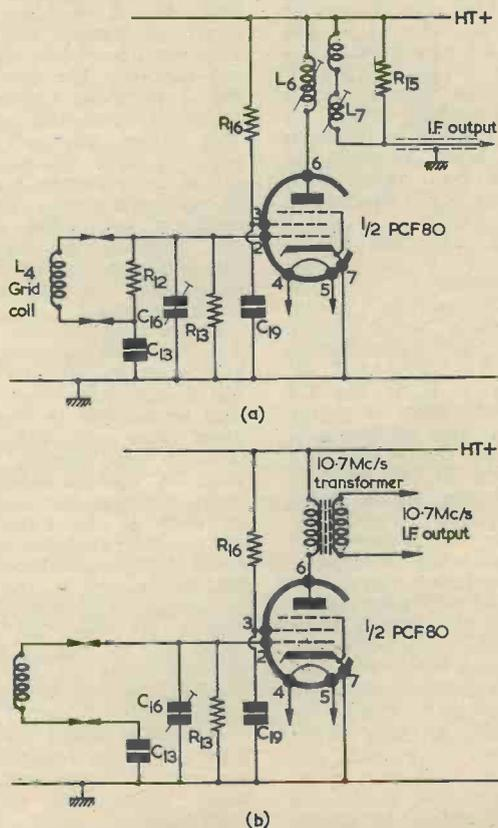 HT+
L6
L7
R15
R16
I.F output
6
3
2
1/2 PCF80
4
5
7
L4
Grid
coil
R12
C16
R13
C13
C19
(a)
HT+
10·7Mc/s
transformer
10·7Mc/s
I.F output
R16
6
3
2
1/2 PCF80
4
5
7
C16
R13
C13
C19
(b)